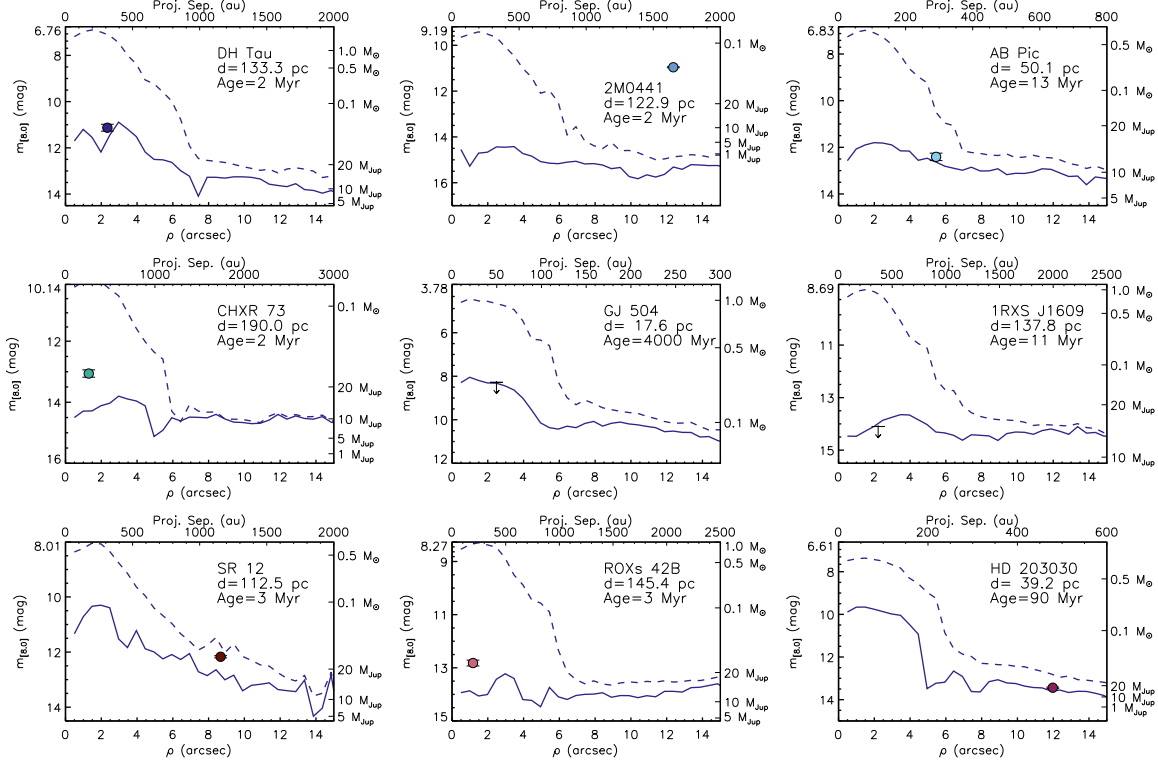 Proj. Sep. (au)
0 500 1000 1500 2000
6.76
8
10
12
14
m[8.0] (mag)
DH Tau
d=133.3 pc
Age=2 Myr
1.0 M☉
0.5 M☉
0.1 M☉
20 MJup
10 MJup
5 MJup
0 2 4 6 8 10 12 14
ρ (arcsec)
Proj. Sep. (au)
0 500 1000 1500 2000
9.19
10
12
14
16
m[8.0] (mag)
2M0441
d=122.9 pc
Age=2 Myr
0.1 M☉
20 MJup
10 MJup
5 MJup
1 MJup
0 2 4 6 8 10 12 14
ρ (arcsec)
Proj. Sep. (au)
0 200 400 600 800
6.83
8
10
12
14
m[8.0] (mag)
AB Pic
d= 50.1 pc
Age=13 Myr
0.5 M☉
0.1 M☉
20 MJup
10 MJup
5 MJup
0 2 4 6 8 10 12 14
ρ (arcsec)
Proj. Sep. (au)
0 1000 2000 3000
10.14
12
14
16
m[8.0] (mag)
CHXR 73
d=190.0 pc
Age=2 Myr
0.1 M☉
20 MJup
10 MJup
5 MJup
1 MJup
0 2 4 6 8 10 12 14
ρ (arcsec)
Proj. Sep. (au)
0 50 100 150 200 250 300
3.78
6
8
10
12
m[8.0] (mag)
GJ 504
d= 17.6 pc
Age=4000 Myr
1.0 M☉
0.5 M☉
0.1 M☉
0 2 4 6 8 10 12 14
ρ (arcsec)
Proj. Sep. (au)
0 500 1000 1500 2000 2500
8.69
11
13
15
m[8.0] (mag)
1RXS J1609
d=137.8 pc
Age=11 Myr
1.0 M☉
0.5 M☉
0.1 M☉
20 MJup
10 MJup
0 2 4 6 8 10 12 14
ρ (arcsec)
Proj. Sep. (au)
0 500 1000 1500 2000
8.01
10
12
14
m[8.0] (mag)
SR 12
d=112.5 pc
Age=3 Myr
0.5 M☉
0.1 M☉
20 MJup
10 MJup
5 MJup
0 2 4 6 8 10 12 14
ρ (arcsec)
Proj. Sep. (au)
0 500 1000 1500 2000 2500
8.27
9
11
13
15
m[8.0] (mag)
ROXs 42B
d=145.4 pc
Age=3 Myr
1.0 M☉
0.5 M☉
0.1 M☉
20 MJup
10 MJup
5 MJup
0 2 4 6 8 10 12 14
ρ (arcsec)
Proj. Sep. (au)
0 200 400 600
6.61
8
10
12
14
m[8.0] (mag)
HD 203030
d= 39.2 pc
Age=90 Myr
0.5 M☉
0.1 M☉
20 MJup
10 MJup
1 MJup
0 2 4 6 8 10 12 14
ρ (arcsec)